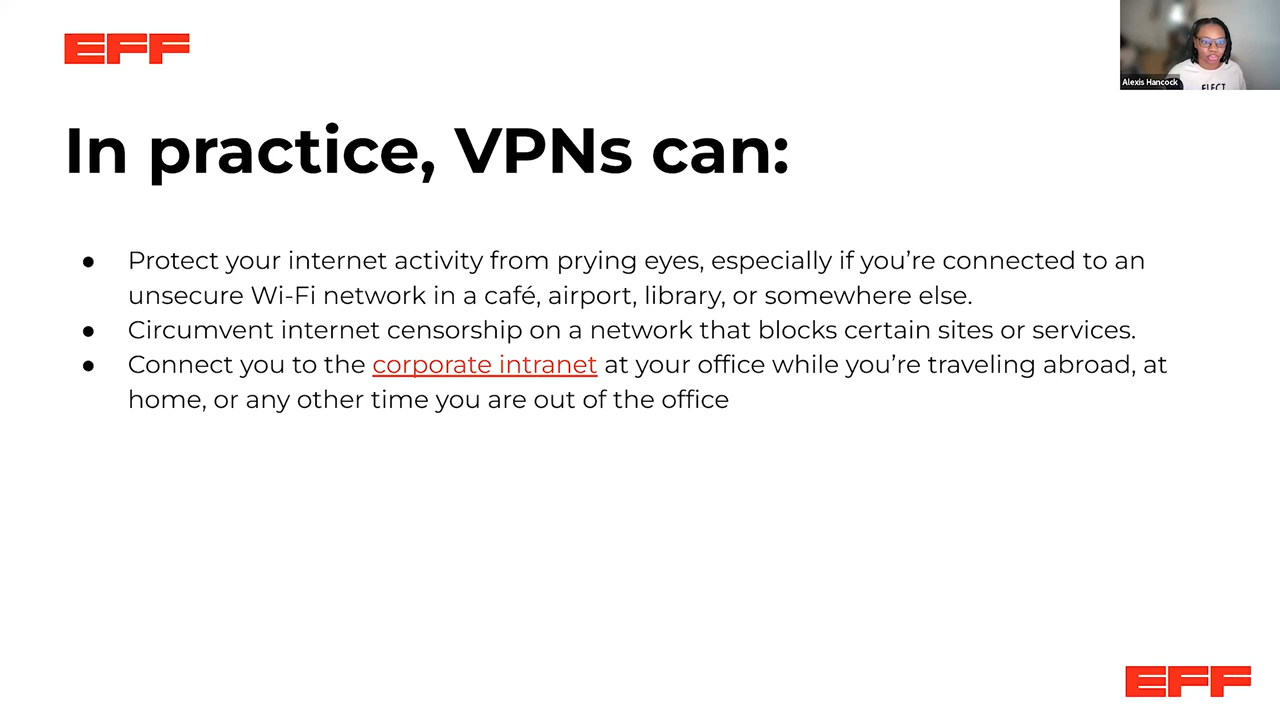 EFF
Alexis Hancock
ELECT
In practice, VPNs can:
● Protect your internet activity from prying eyes, especially if you’re connected to an
unsecure Wi-Fi network in a café, airport, library, or somewhere else.
● Circumvent internet censorship on a network that blocks certain sites or services.
● Connect you to the corporate intranet at your office while you’re traveling abroad, at
home, or any other time you are out of the office
EFF